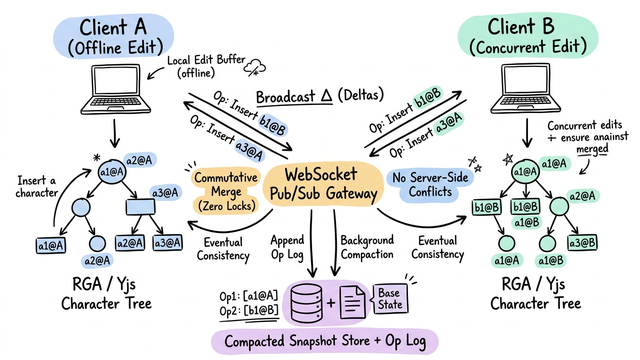 Client A
(Offline Edit)
Local Edit Buffer
(offline)
Broadcast Δ (Deltas)
Client B
(Concurrent Edit)
Op: Insert b1@B
Op: Insert a3@A
Op: Insert b1@B
Op: Insert a3@A
Concurrent edits
+ ensure anainst
merged
*
a1@A
a2@A
Insert a
character
a3@A
a1@A
a2@A
a2@A
a3@A
RGA / Yjs
Character Tree
Commutative
Merge
(Zero Locks)
WebSocket
Pub/Sub Gateway
No Server-Side
Conflicts
Eventual
Consistency
Append
Op Log
Background
Compaction
Eventual
Consistency
a1@A
a1@A
b1@B
b1@B
a1@B
a2@A
a1@A
a1@B
a3@B
RGA / Yjs
Character Tree
Op1: [a1@A]
Op2: [b1@B]
+
Base
State
Compacted Snapshot Store + Op Log